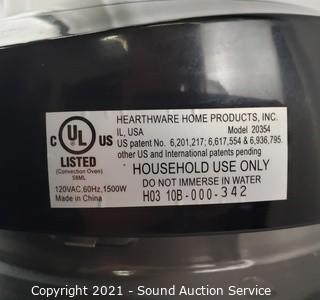 HEARTHWARE HOME PRODUCTS, INC.
IL, USA Model 20354
US patent No. 6,201,217; 6,617,554 & 6,936,795.
other US and International patents pending
C UL US
LISTED
(Convection Oven)
58ML
HOUSEHOLD USE ONLY
DO NOT IMMERSE IN WATER
120VAC,60Hz,1500W
Made in China
H03 10B-000-342
Copyright 2021 - Sound Auction Service